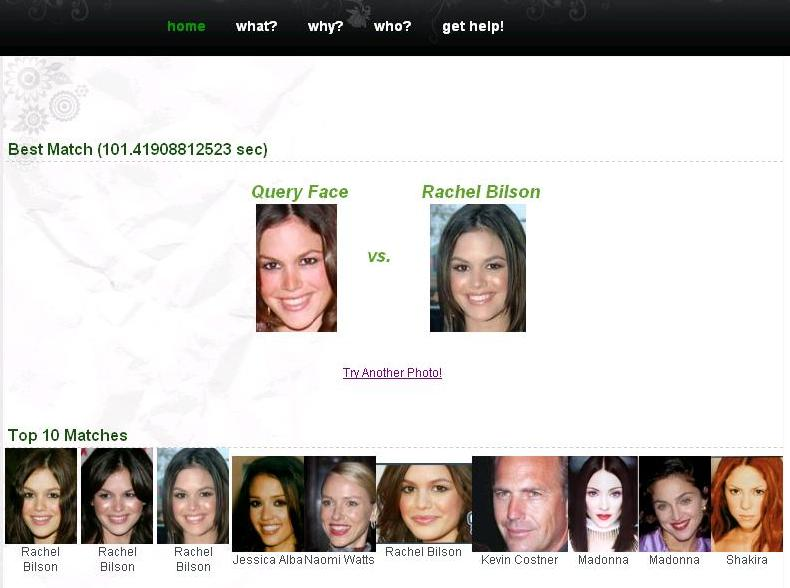 home what? why? who? get help!
Best Match (101.41908812523 sec)
Query Face Rachel Bilson
vs.
Try Another Photo!
Top 10 Matches
Rachel Bilson
Rachel Bilson
Rachel Bilson
Jessica Alba
Naomi Watts
Rachel Bilson
Kevin Costner
Madonna
Madonna
Shakira